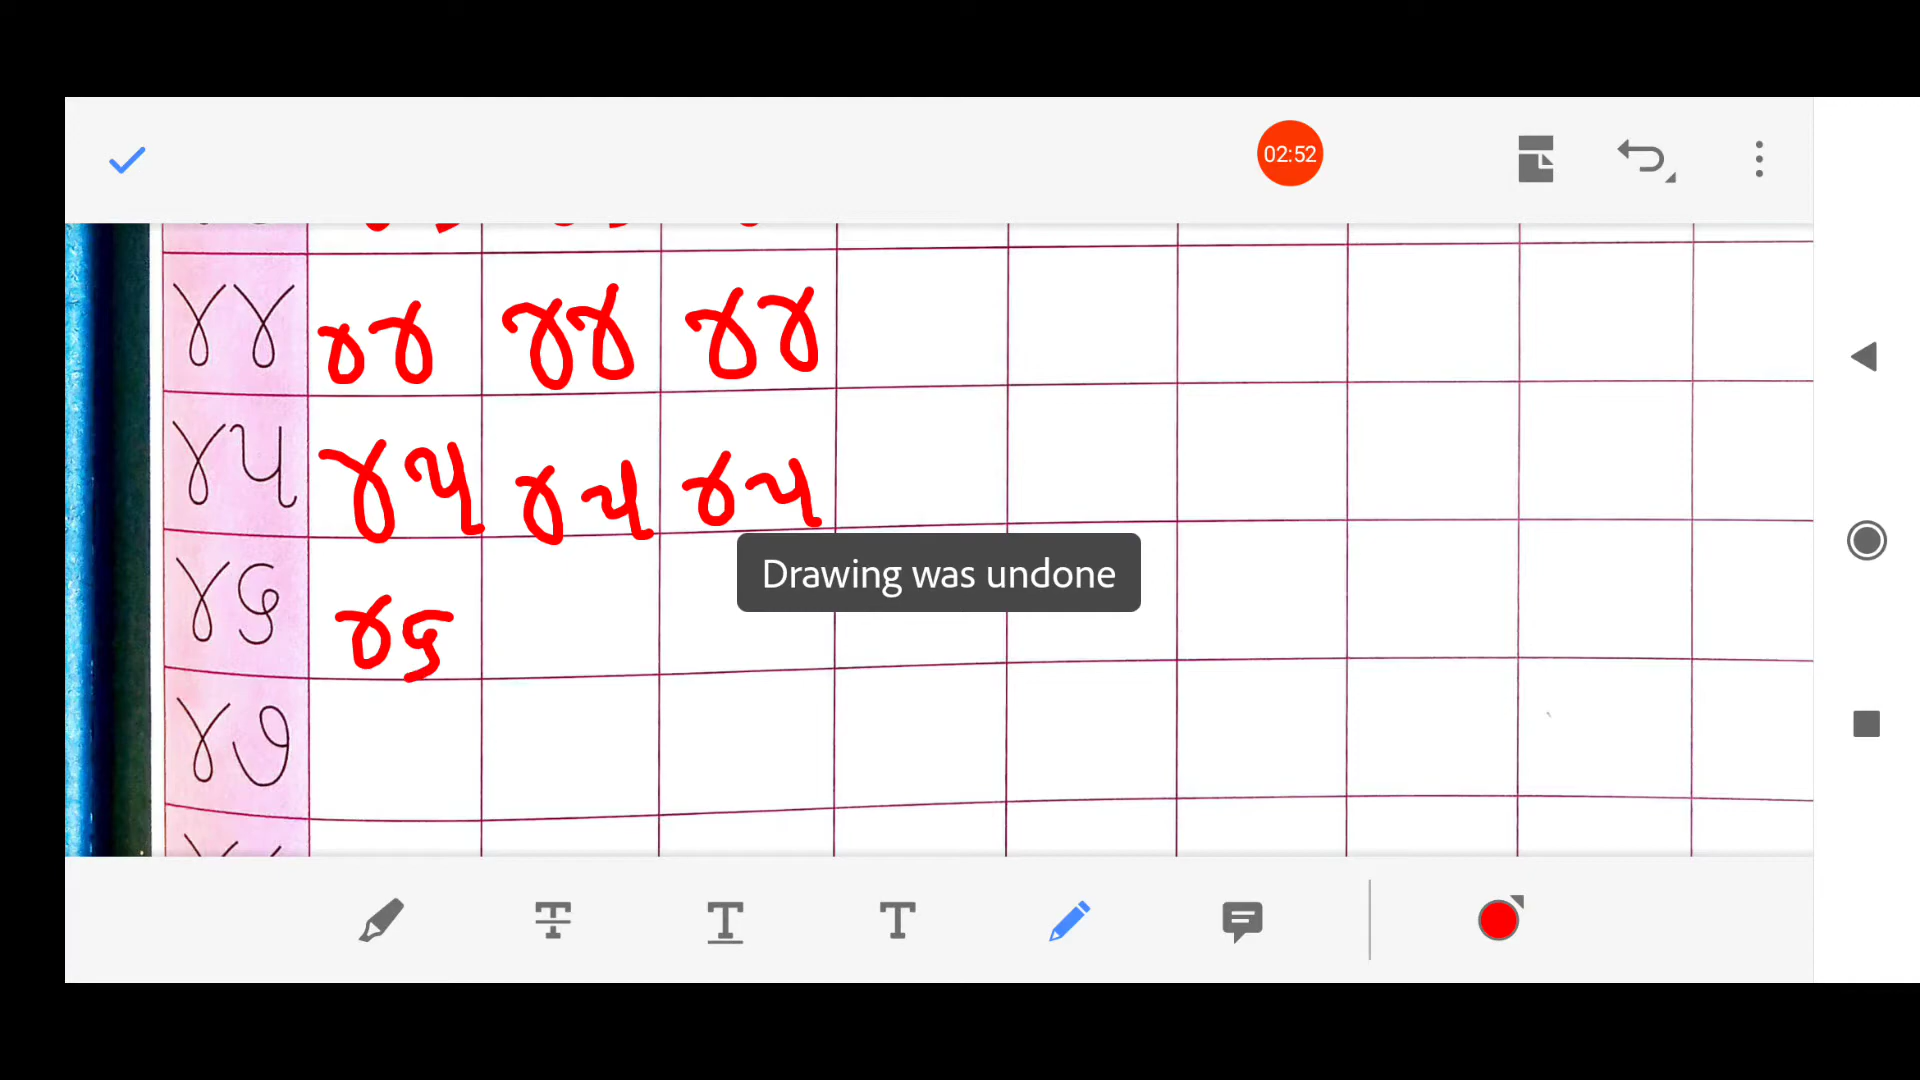 02:52
૪૪ ૪૪ ૪૪ ૪૪
૪૫ ૪૫ ૪૫ ૪૫
Drawing was undone
૪૬ ૪૬
૪૭